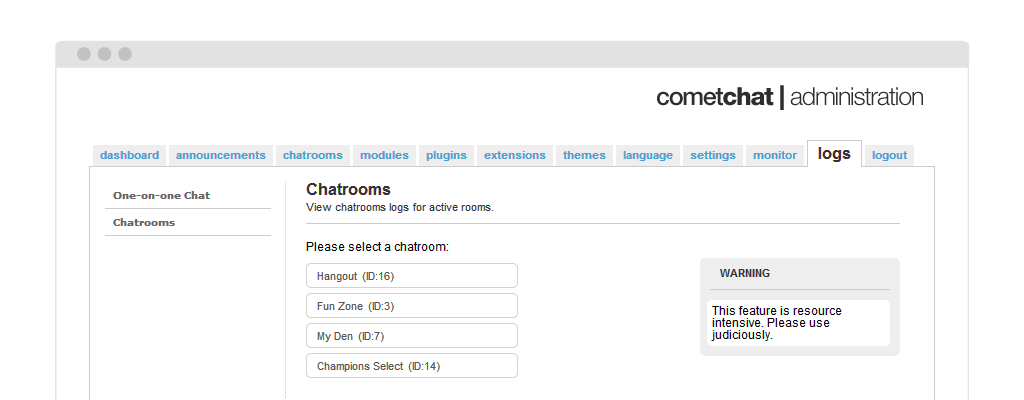 cometchat | administration
dashboard announcements chatrooms modules plugins extensions themes language settings monitor logs logout
One-on-one Chat
Chatrooms
Chatrooms
View chatrooms logs for active rooms.
Please select a chatroom:
Hangout (ID:16)
Fun Zone (ID:3)
My Den (ID:7)
Champions Select (ID:14)
WARNING
This feature is resource
intensive. Please use
judiciously.